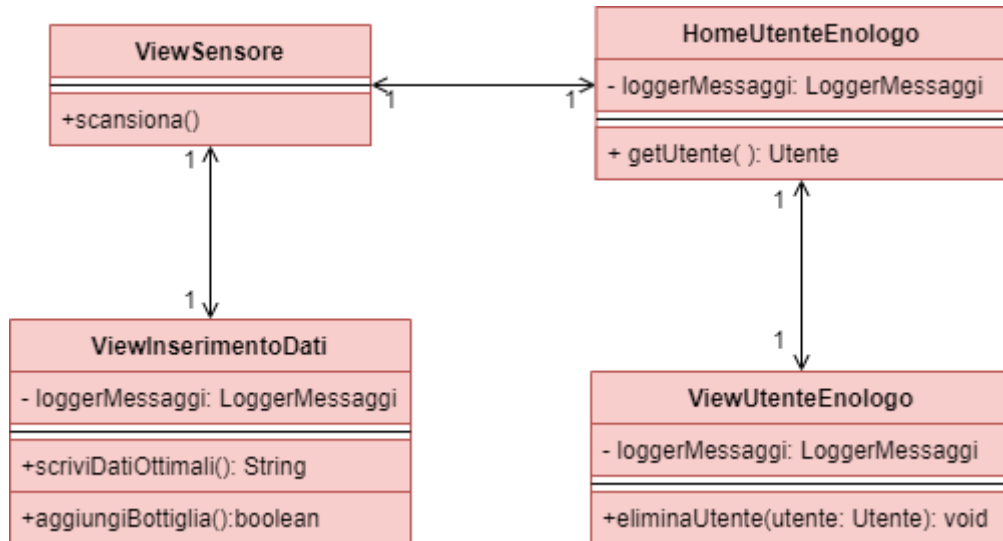 ViewSensore
+scansiona()
HomeUtenteEnologo
- loggerMessaggi: LoggerMessaggi
+ getUtente( ): Utente
1
1
1
1
1
1
ViewInserimentoDati
- loggerMessaggi: LoggerMessaggi
+scriviDatiOttimali(): String
+aggiungiBottiglia():boolean
ViewUtenteEnologo
- loggerMessaggi: LoggerMessaggi
+eliminaUtente(utente: Utente): void